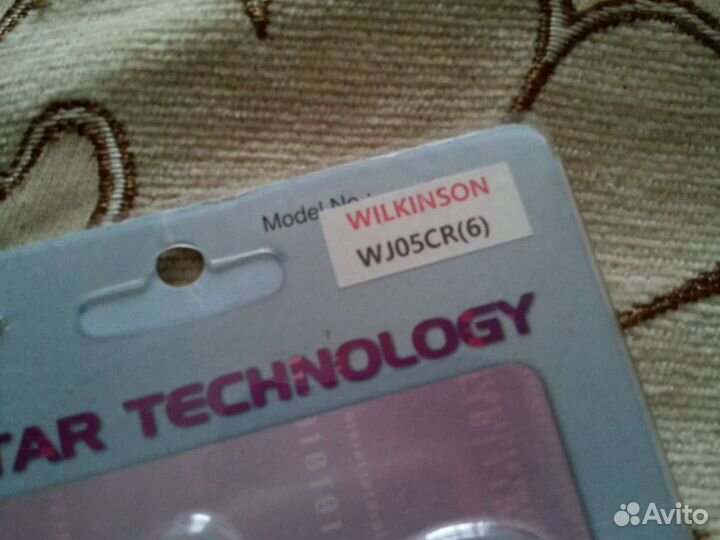 Model No
WILKINSON
WJ05CR(6)
TAR TECHNOLOGY
Avito